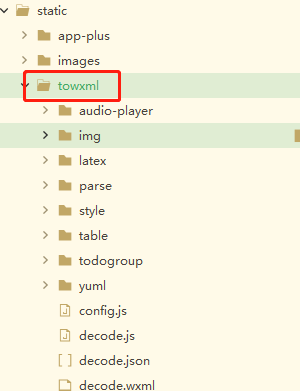 static
app-plus
images
towxml
audio-player
img
latex
parse
style
table
todogroup
yuml
config.js
decode.js
decode.json
decode.wxml